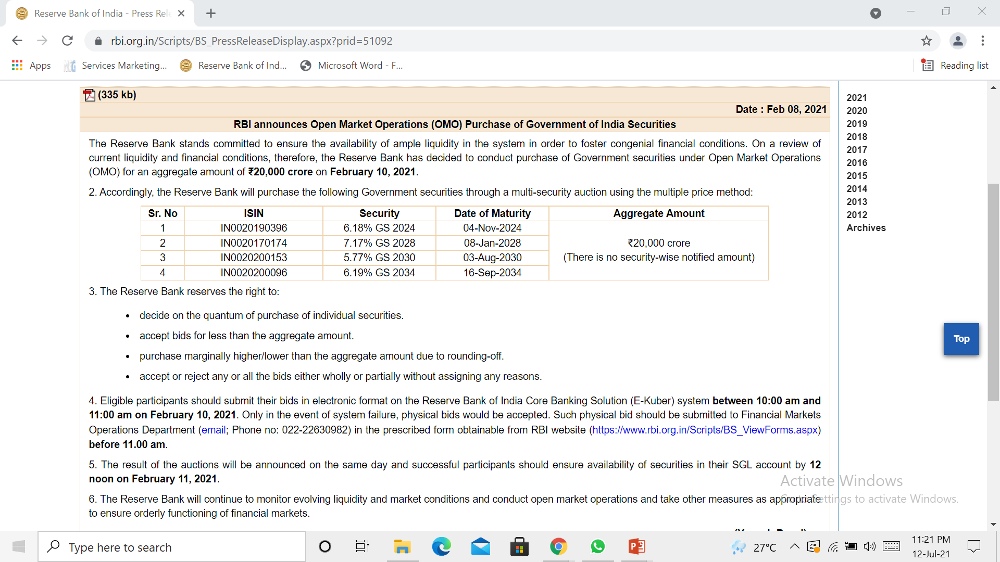 Reserve Bank of India - Press Rel
rbi.org.in/Scripts/BS_PressReleaseDisplay.aspx?prid=51092
Apps
Services Marketing...
Reserve Bank of Ind...
Microsoft Word - F...
Reading list
(335 kb)
Date : Feb 08, 2021
RBI announces Open Market Operations (OMO) Purchase of Government of India Securities
The Reserve Bank stands committed to ensure the availability of ample liquidity in the system in order to foster congenial financial conditions. On a review of
current liquidity and financial conditions, therefore, the Reserve Bank has decided to conduct purchase of Government securities under Open Market Operations
(OMO) for an aggregate amount of ₹20,000 crore on February 10, 2021.
2. Accordingly, the Reserve Bank will purchase the following Government securities through a multi-security auction using the multiple price method:
Sr. No ISIN Security Date of Maturity Aggregate Amount
1 IN0020190396 6.18% GS 2024 04-Nov-2024
2 IN0020170174 7.17% GS 2028 08-Jan-2028 ₹20,000 crore
3 IN0020200153 5.77% GS 2030 03-Aug-2030 (There is no security-wise notified amount)
4 IN0020200096 6.19% GS 2034 16-Sep-2034
3. The Reserve Bank reserves the right to:
• decide on the quantum of purchase of individual securities.
• accept bids for less than the aggregate amount.
• purchase marginally higher/lower than the aggregate amount due to rounding-off.
• accept or reject any or all the bids either wholly or partially without assigning any reasons.
4. Eligible participants should submit their bids in electronic format on the Reserve Bank of India Core Banking Solution (E-Kuber) system between 10:00 am and
11:00 am on February 10, 2021. Only in the event of system failure, physical bids would be accepted. Such physical bid should be submitted to Financial Markets
Operations Department (email; Phone no: 022-22630982) in the prescribed form obtainable from RBI website (https://www.rbi.org.in/Scripts/BS_ViewForms.aspx)
before 11.00 am.
5. The result of the auctions will be announced on the same day and successful participants should ensure availability of securities in their SGL account by 12
noon on February 11, 2021.
6. The Reserve Bank will continue to monitor evolving liquidity and market conditions and conduct open market operations and take other measures as appropriate
to ensure orderly functioning of financial markets.
2021
2020
2019
2018
2017
2016
2015
2014
2013
2012
Archives
Top
Activate Windows
Go to Settings to activate Windows.
Type here to search
27°C
11:21 PM
12-Jul-21